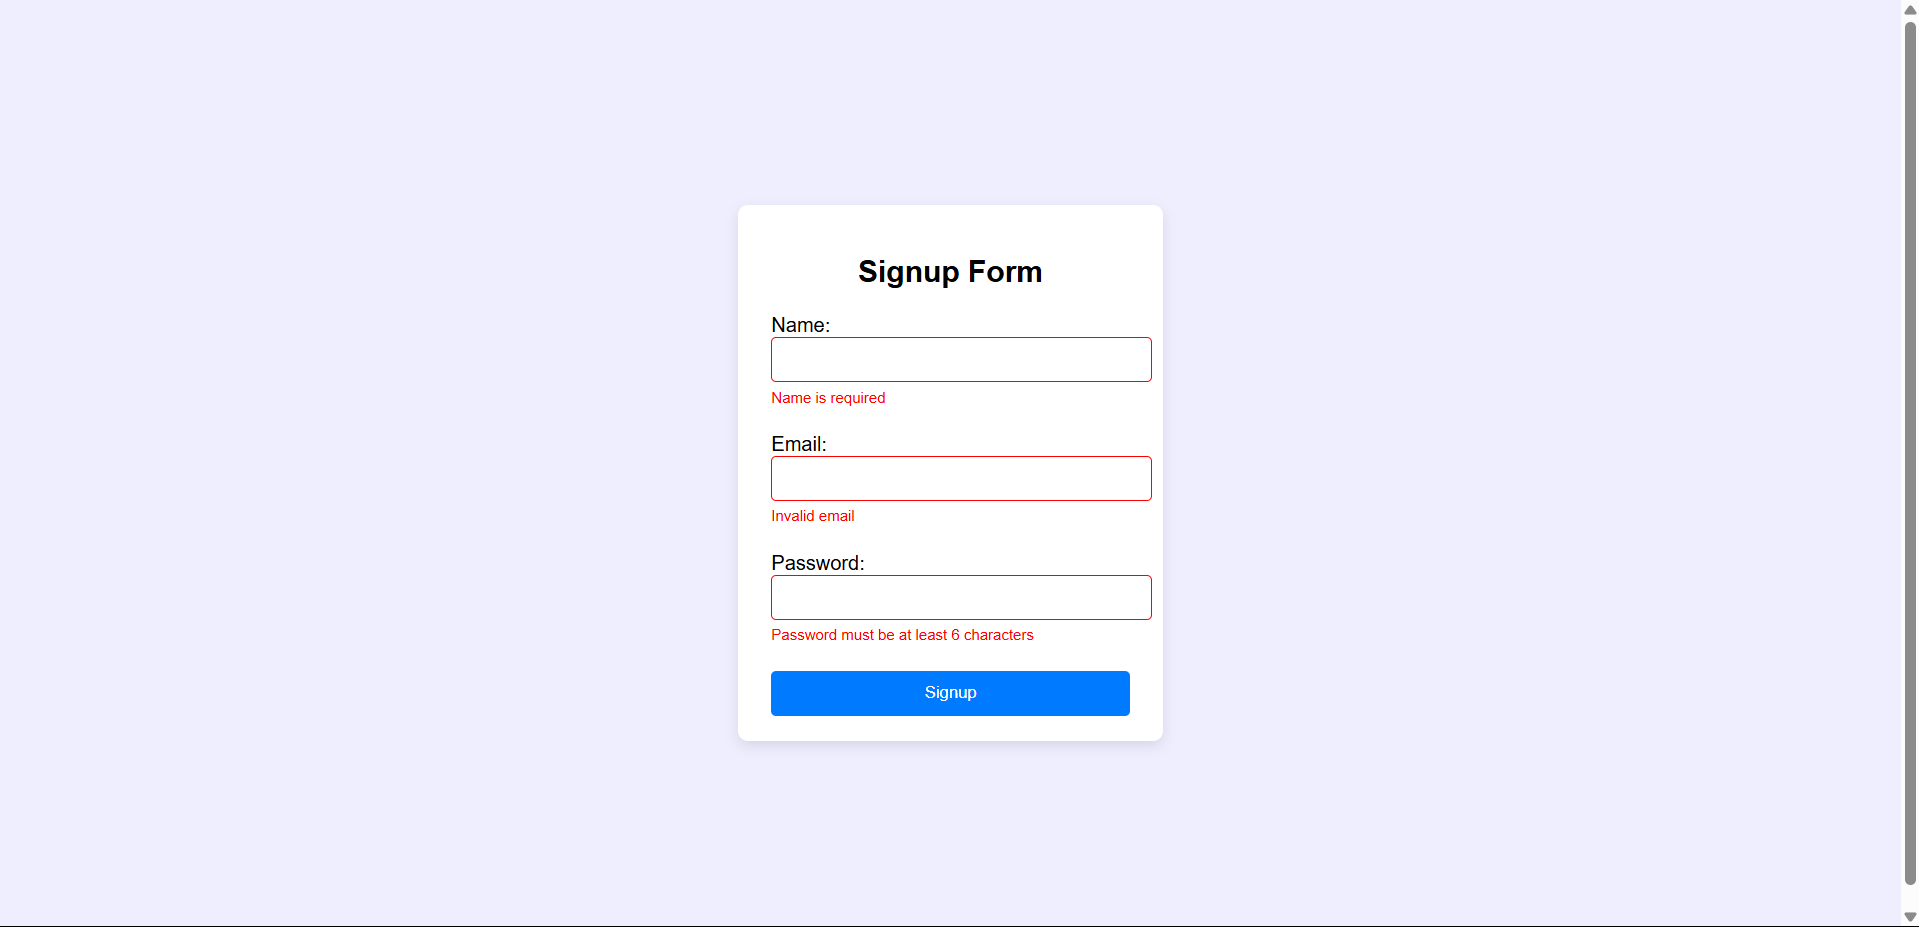 Signup Form
Name:
Name is required
Email:
Invalid email
Password:
Password must be at least 6 characters
Signup